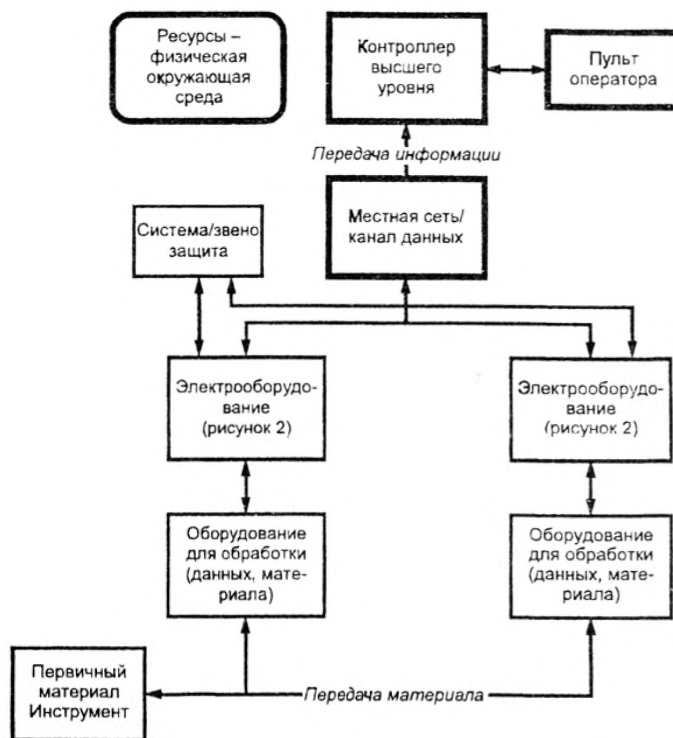 Ресурсы –
физическая
окружающая
среда
Контроллер
высшего
уровня
Пульт
оператора
Передача информации
Местная сеть/
канал данных
Система/звено
защита
Электрооборудо-
вание
(рисунок 2)
Электрооборудо-
вание
(рисунок 2)
Оборудование
для обработки
(данных, мате-
риала)
Оборудование
для обработки
(данных, мате-
риала)
Первичный
материал
Инструмент
Передача материала